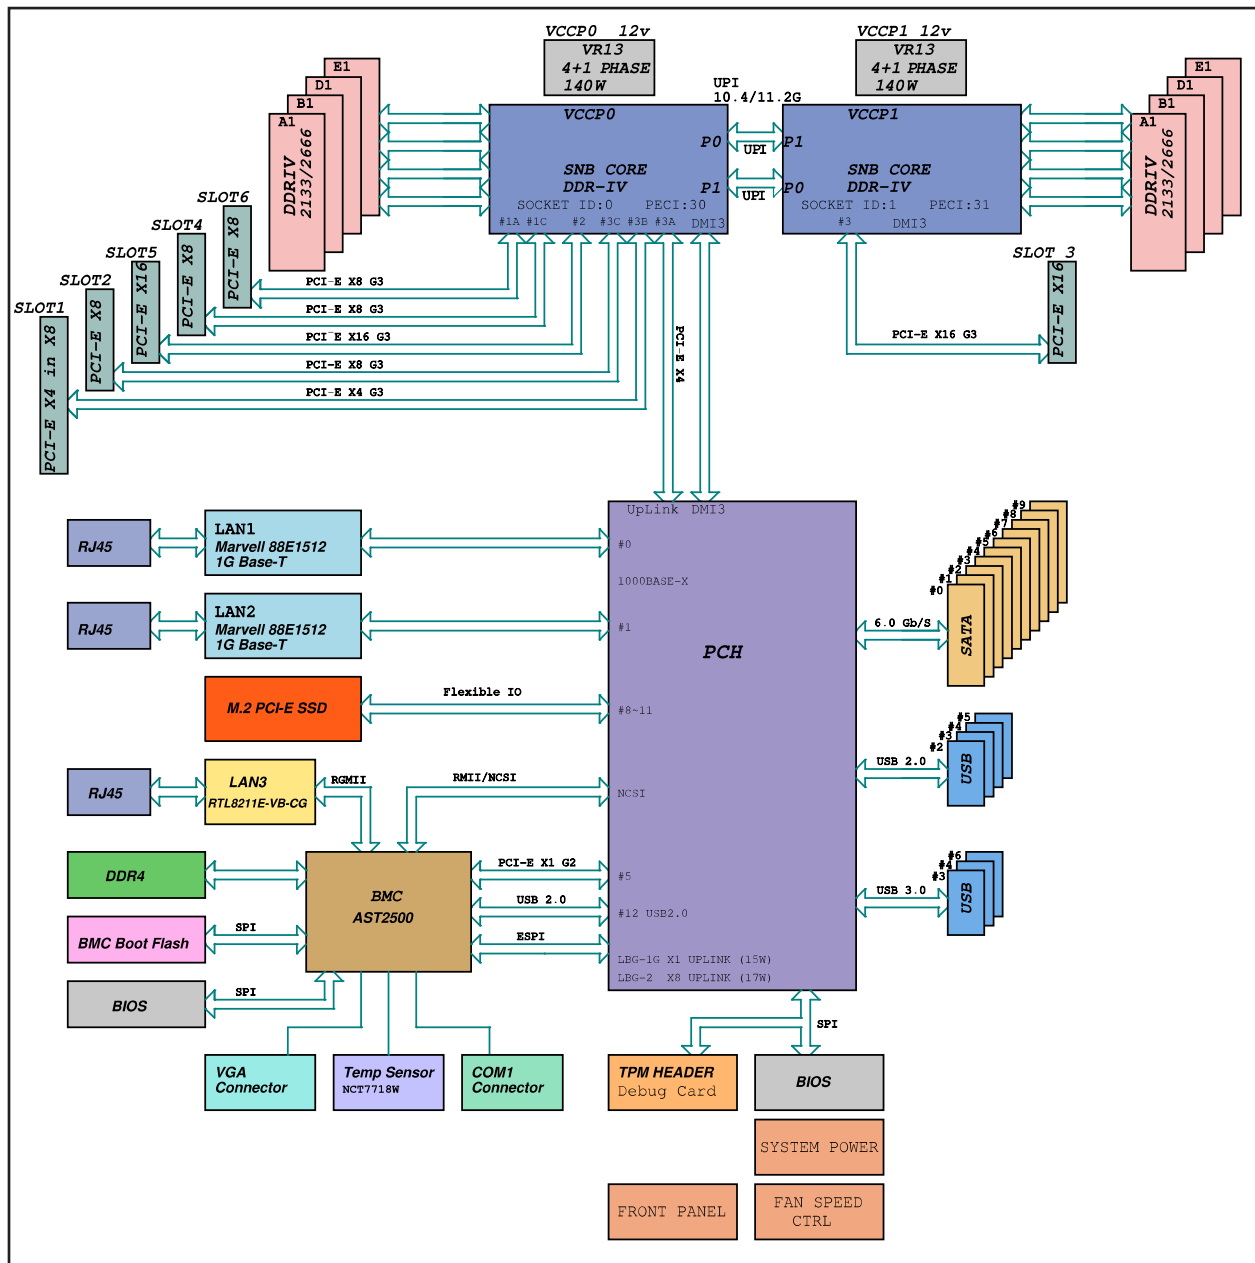 VCCP0 12v
VR13
4+1 PHASE
140W
VCCP1 12v
VR13
4+1 PHASE
140W
UPI
10.4/11.2G
E1
D1
B1
A1
DDRIV
2133/2666
VCCP0
P0
SNB CORE
DDR-IV
P1
SOCKET ID:0 PECI:30
#1A #1C #2 #3C #3B #3A DMI3
UPI
UPI
VCCP1
P1
SNB CORE
DDR-IV
P0
SOCKET ID:1 PECI:31
#3 DMI3
E1
D1
B1
A1
DDRIV
2133/2666
SLOT6
PCI-E X8
SLOT4
PCI-E X8
SLOT5
PCI-E X16
SLOT2
PCI-E X8
SLOT1
PCI-E X4 in X8
SLOT 3
PCI-E X16
PCI-E X8 G3
PCI-E X8 G3
PCI-E X16 G3
PCI-E X8 G3
PCI-E X4 G3
PCI-E X4
PCI-E X16 G3
RJ45
LAN1
Marvell 88E1512
1G Base-T
RJ45
LAN2
Marvell 88E1512
1G Base-T
M.2 PCI-E SSD
Flexible IO
RJ45
LAN3
RTL8211E-VB-CG
RGMII
RMII/NCSI
UpLink DMI3
#0
1000BASE-X
#1
PCH
#8~11
NCSI
#5
#12 USB2.0
LBG-1G X1 UPLINK (15W)
LBG-2 X8 UPLINK (17W)
6.0 Gb/S
#9
#8
#7
#6
#5
#4
#3
#2
#1
#0
SATA
USB 2.0
#5
#4
#3
#2
USB
USB 3.0
#6
#4
#3
USB
DDR4
BMC
AST2500
PCI-E X1 G2
USB 2.0
ESPI
BMC Boot Flash
SPI
BIOS
SPI
VGA
Connector
Temp Sensor
NCT7718W
COM1
Connector
SPI
TPM HEADER
Debug Card
BIOS
SYSTEM POWER
FRONT PANEL
FAN SPEED
CTRL